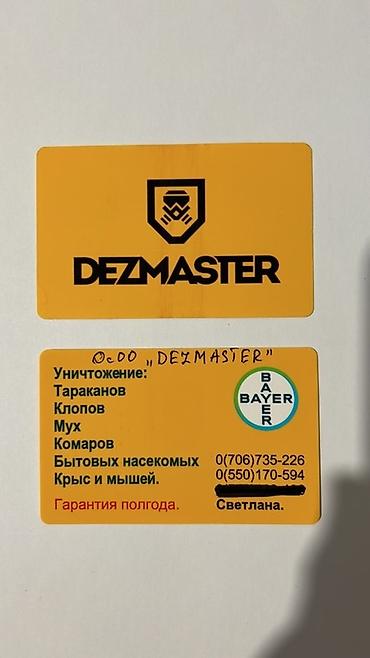 DEZMASTER
ОсОО „DEZMASTER"
Уничтожение:
Тараканов
Клопов
Мух
Комаров
Бытовых насекомых
Крыс и мышей.
Гарантия полгода.
BAYER
BAYER
0(706)735-226
0(550)170-594
Светлана.